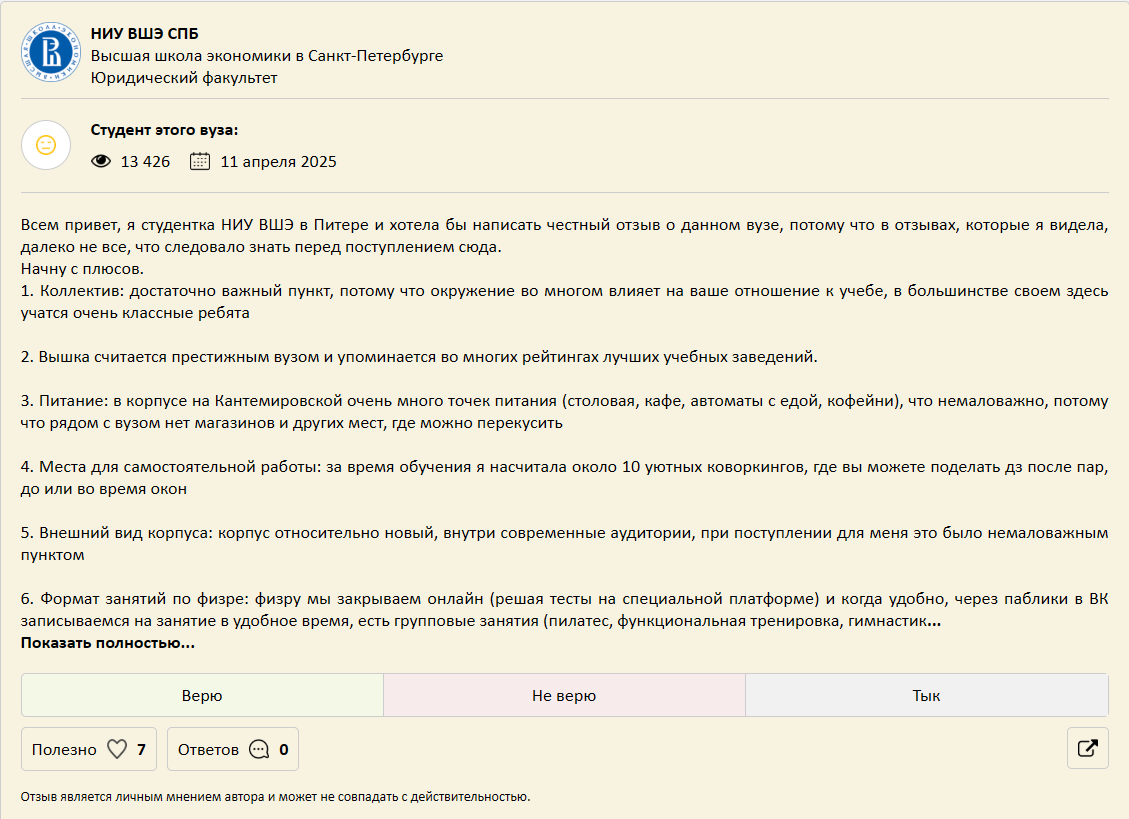 НИУ ВШЭ СПБ
Высшая школа экономики в Санкт-Петербурге
Юридический факультет
Студент этого вуза:
13 426 11 апреля 2025
Всем привет, я студентка НИУ ВШЭ в Питере и хотела бы написать честный отзыв о данном вузе, потому что в отзывах, которые я видела,
далеко не все, что следовало знать перед поступлением сюда.
Начну с плюсов.
1. Коллектив: достаточно важный пункт, потому что окружение во многом влияет на ваше отношение к учебе, в большинстве своем здесь
учатся очень классные ребята
2. Вышка считается престижным вузом и упоминается во многих рейтингах лучших учебных заведений.
3. Питание: в корпусе на Кантемировской очень много точек питания (столовая, кафе, автоматы с едой, кофейни), что немаловажно, потому
что рядом с вузом нет магазинов и других мест, где можно перекусить
4. Места для самостоятельной работы: за время обучения я насчитала около 10 уютных коворкингов, где вы можете поделать дз после пар,
до или во время окон
5. Внешний вид корпуса: корпус относительно новый, внутри современные аудитории, при поступлении для меня это было немаловажным
пунктом
6. Формат занятий по физре: физру мы закрываем онлайн (решая тесты на специальной платформе) и когда удобно, через паблики в ВК
записываемся на занятие в удобное время, есть групповые занятия (пилатес, функциональная тренировка, гимнастик...
Показать полностью...
Верю Не верю Тык
Полезно 7 Ответов 0
Отзыв является личным мнением автора и может не совпадать с действительностью.